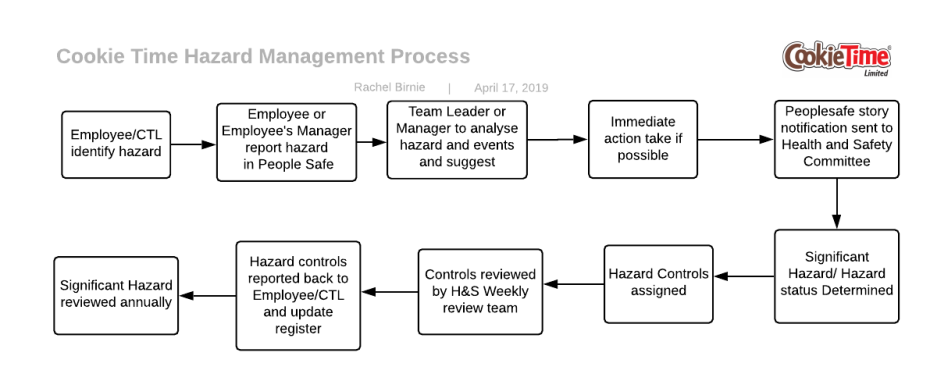 Cookie Time Hazard Management Process
CookieTime®
Limited
Rachel Birnie | April 17, 2019
Employee/CTL
identify hazard
Employee or
Employee's Manager
report hazard
in People Safe
Team Leader or
Manager to analyse
hazard and events
and suggest
Immediate
action take if
possible
Peoplesafe story
notification sent to
Health and Safety
Committee
Significant
Hazard/ Hazard
status Determined
Hazard Controls
assigned
Controls reviewed
by H&S Weekly
review team
Hazard controls
reported back to
Employee/CTL
and update
register
Significant Hazard
reviewed annually